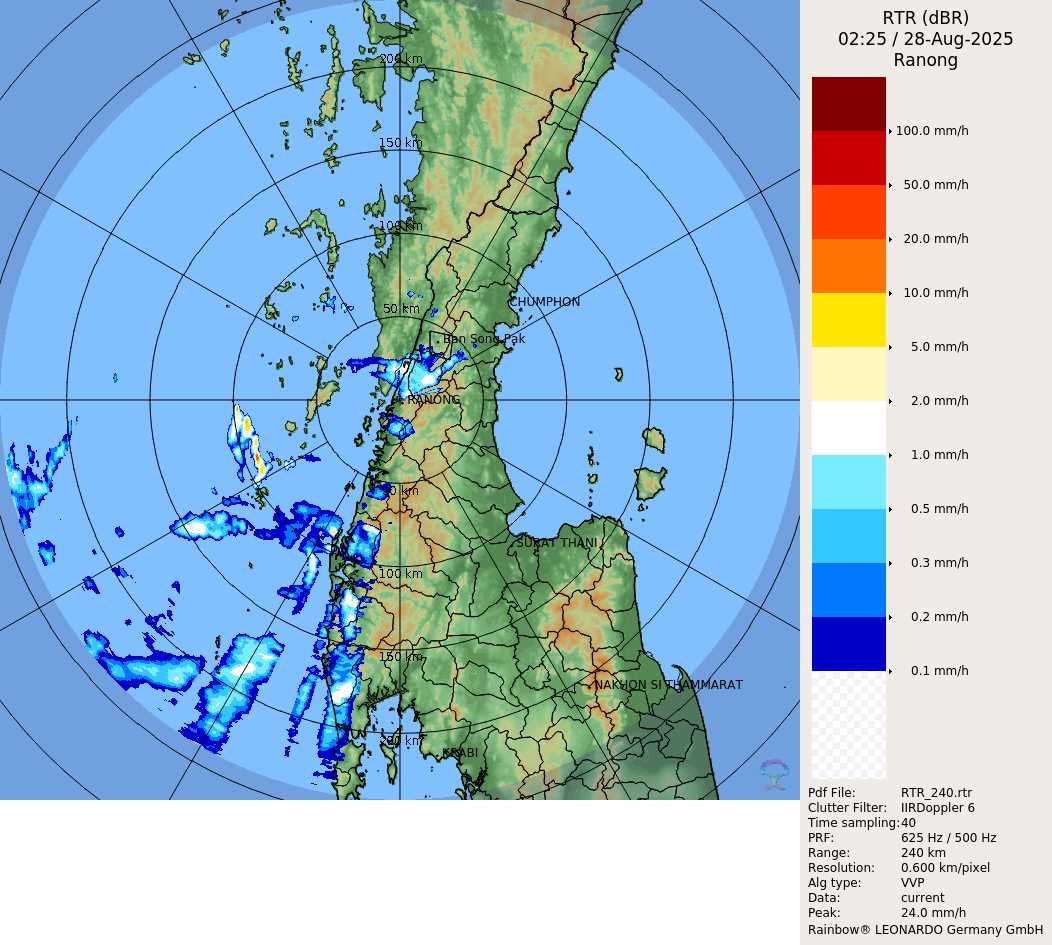 RTR (dBR)
02:25 / 28-Aug-2025
Ranong
200 km
150 km
100 km
50 km
CHUMPHON
Ban Song Pak
RANONG
50 km
SURAT THANI
100 km
150 km
NAKHON SI THAMMARAT
200 km
KRABI
100.0 mm/h
50.0 mm/h
20.0 mm/h
10.0 mm/h
5.0 mm/h
2.0 mm/h
1.0 mm/h
0.5 mm/h
0.3 mm/h
0.2 mm/h
0.1 mm/h
Pdf File: RTR_240.rtr
Clutter Filter: IIRDoppler 6
Time sampling: 40
PRF: 625 Hz / 500 Hz
Range: 240 km
Resolution: 0.600 km/pixel
Alg type: VVP
Data: current
Peak: 24.0 mm/h
Rainbow® LEONARDO Germany GmbH